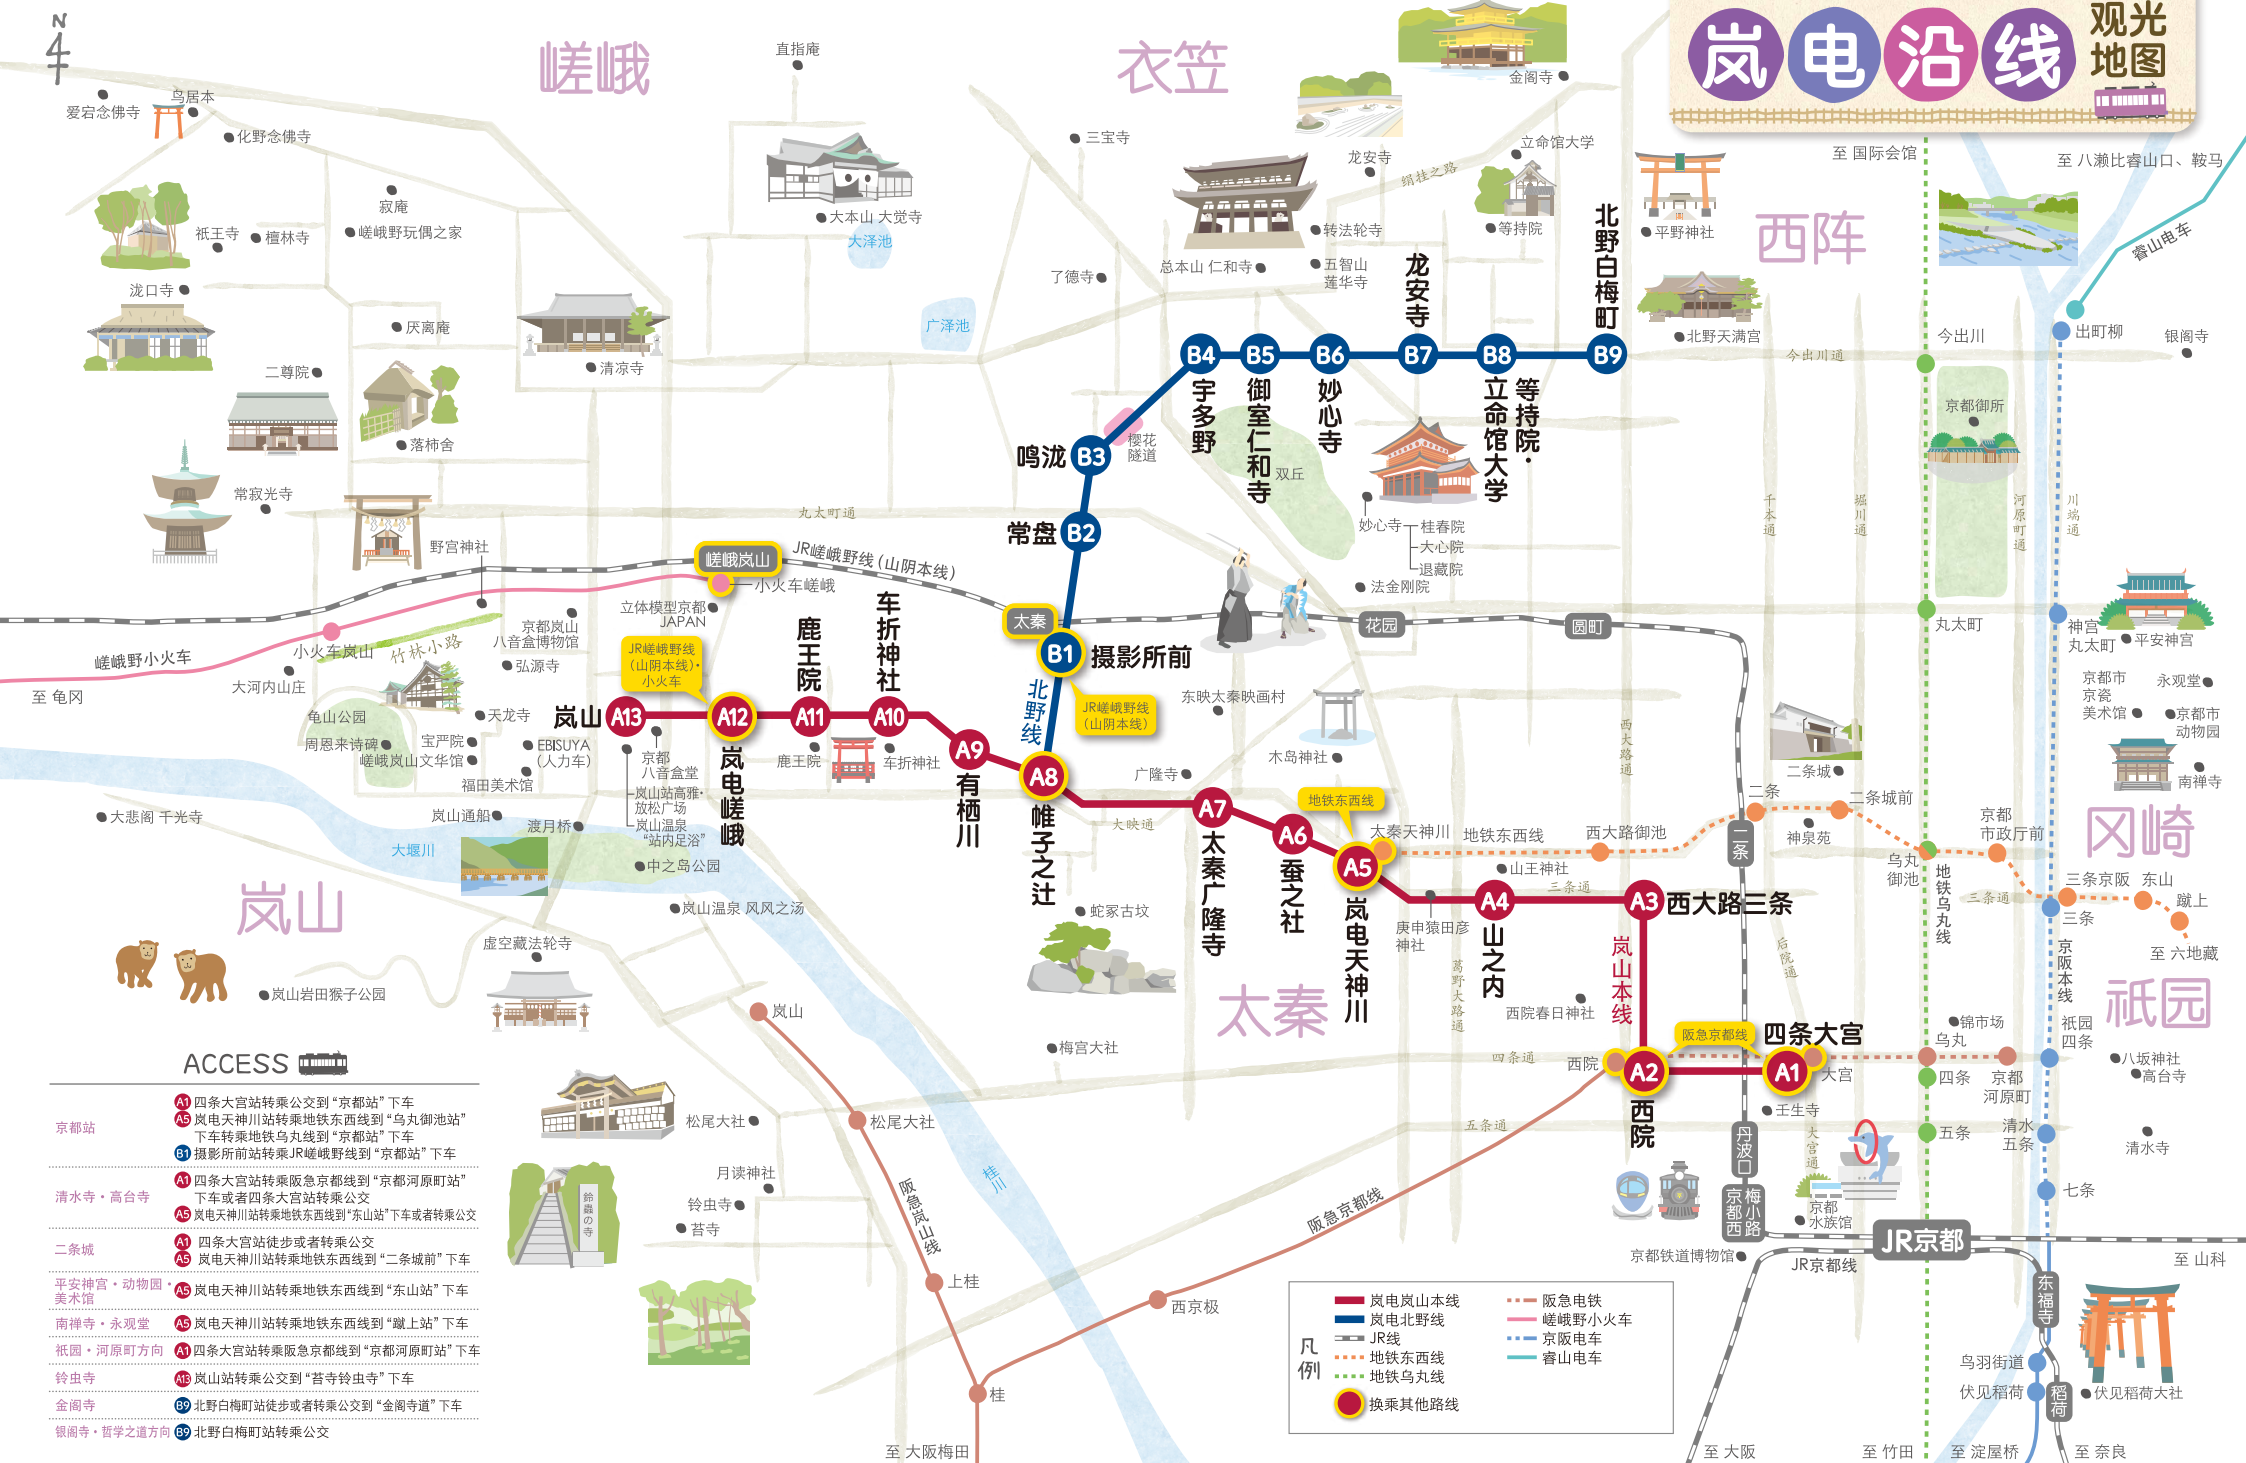 岚电沿线
观光
地图
N
嵯峨
衣笠
西阵
冈崎
祇园
太秦
岚山
直指庵
爱宕念佛寺
鸟居本
化野念佛寺
寂庵
嵯峨野玩偶之家
祇王寺
檀林寺
泷口寺
厌离庵
二尊院
落柿舍
清凉寺
常寂光寺
野宫神社
大本山 大觉寺
大泽池
广泽池
三宝寺
了德寺
总本山 仁和寺
龙安寺
金阁寺
绢挂之路
立命馆大学
等持院
转法轮寺
五智山
莲华寺
平野神社
北野天满宫
至 国际会馆
至 八濑比睿山口、鞍马
睿山电车
出町柳
今出川
今出川通
银阁寺
京都御所
B4
宇多野
B5
御室仁和寺
B6
妙心寺
B7
龙安寺
B8
等持院·
立命馆大学
B9
北野白梅町
B3
鸣泷
樱花
隧道
B2
常盘
B1
摄影所前
JR嵯峨野线
(山阴本线)
北野线
双丘
妙心寺
桂春院
大心院
退藏院
法金刚院
丸太町通
千本通
堀川通
河原町通
川端通
JR嵯峨野线 (山阴本线)
嵯峨岚山
小火车嵯峨
太秦
花园
圆町
丸太町
神宫
丸太町
平安神宫
京都市
京瓷
美术馆
永观堂
京都市
动物园
南禅寺
立体模型京都
JAPAN
京都岚山
八音盒博物馆
弘源寺
小火车岚山
竹林小路
嵯峨野小火车
至 龟冈
大河内山庄
龟山公园
周恩来诗碑
天龙寺
宝严院
嵯峨岚山文华馆
EBISUYA
(人力车)
福田美术馆
岚山通船
渡月桥
大堰川
大悲阁 千光寺
JR嵯峨野线
(山阴本线)·
小火车
A13
岚山
A12
岚电嵯峨
A11
鹿王院
A10
车折神社
A9
有栖川
A8
帷子之辻
A7
太秦广隆寺
A6
蚕之社
A5
岚电天神川
A4
山之内
A3
西大路三条
A2
西院
A1
四条大宫
京都
八音盒堂
岚山站高雅·
放松广场
岚山温泉
“站内足浴”
中之岛公园
岚山温泉 风风之汤
鹿王院
车折神社
东映太秦映画村
木岛神社
广隆寺
大映通
地铁东西线
太秦天神川
地铁东西线
西大路御池
西大路通
二条
二条城
二条城前
神泉苑
二条
京都
市政厅前
乌丸
御池
地铁乌丸线
三条京阪
东山
蹴上
三条
三条通
至 六地藏
京阪本线
山王神社
三条通
庚申猿田彦
神社
葛野大路通
蛇冢古坟
西院春日神社
后院通
岚山本线
阪急京都线
西院
大宫
四条通
五条通
梅宫大社
壬生寺
大宫通
乌丸
四条
五条
锦市场
京都
河原町
祇园
四条
八坂神社
高台寺
清水
五条
清水寺
七条
丹波口
梅小路
京都西
京都
水族馆
京都铁道博物馆
JR京都
JR京都线
至 山科
东福寺
稻荷
鸟羽街道
伏见稻荷
伏见稻荷大社
至 大阪
至 竹田
至 淀屋桥
至 奈良
虚空藏法轮寺
岚山岩田猴子公园
岚山
松尾大社
松尾大社
月读神社
铃虫寺
苔寺
鈴蟲の寺
阪急岚山线
上桂
桂
桂川
西京极
阪急京都线
至 大阪梅田
ACCESS
京都站
A1 四条大宫站转乘公交到“京都站”下车
A5 岚电天神川站转乘地铁东西线到“乌丸御池站”
下车转乘地铁乌丸线到“京都站”下车
B1 摄影所前站转乘JR嵯峨野线到“京都站”下车
清水寺・高台寺
A1 四条大宫站转乘阪急京都线到“京都河原町站”
下车或者四条大宫站转乘公交
A5 岚电天神川站转乘地铁东西线到“东山站”下车或者转乘公交
二条城
A1 四条大宫站徒步或者转乘公交
A5 岚电天神川站转乘地铁东西线到“二条城前”下车
平安神宫・动物园・
美术馆
A5 岚电天神川站转乘地铁东西线到“东山站”下车
南禅寺・永观堂
A5 岚电天神川站转乘地铁东西线到“蹴上站”下车
祇园・河原町方向
A1 四条大宫站转乘阪急京都线到“京都河原町站”下车
铃虫寺
A13 岚山站转乘公交到“苔寺铃虫寺”下车
金阁寺
B9 北野白梅町站徒步或者转乘公交到“金阁寺道”下车
银阁寺・哲学之道方向
B9 北野白梅町站转乘公交
凡例
岚电岚山本线
岚电北野线
JR线
地铁东西线
地铁乌丸线
换乘其他路线
阪急电铁
嵯峨野小火车
京阪电车
睿山电车